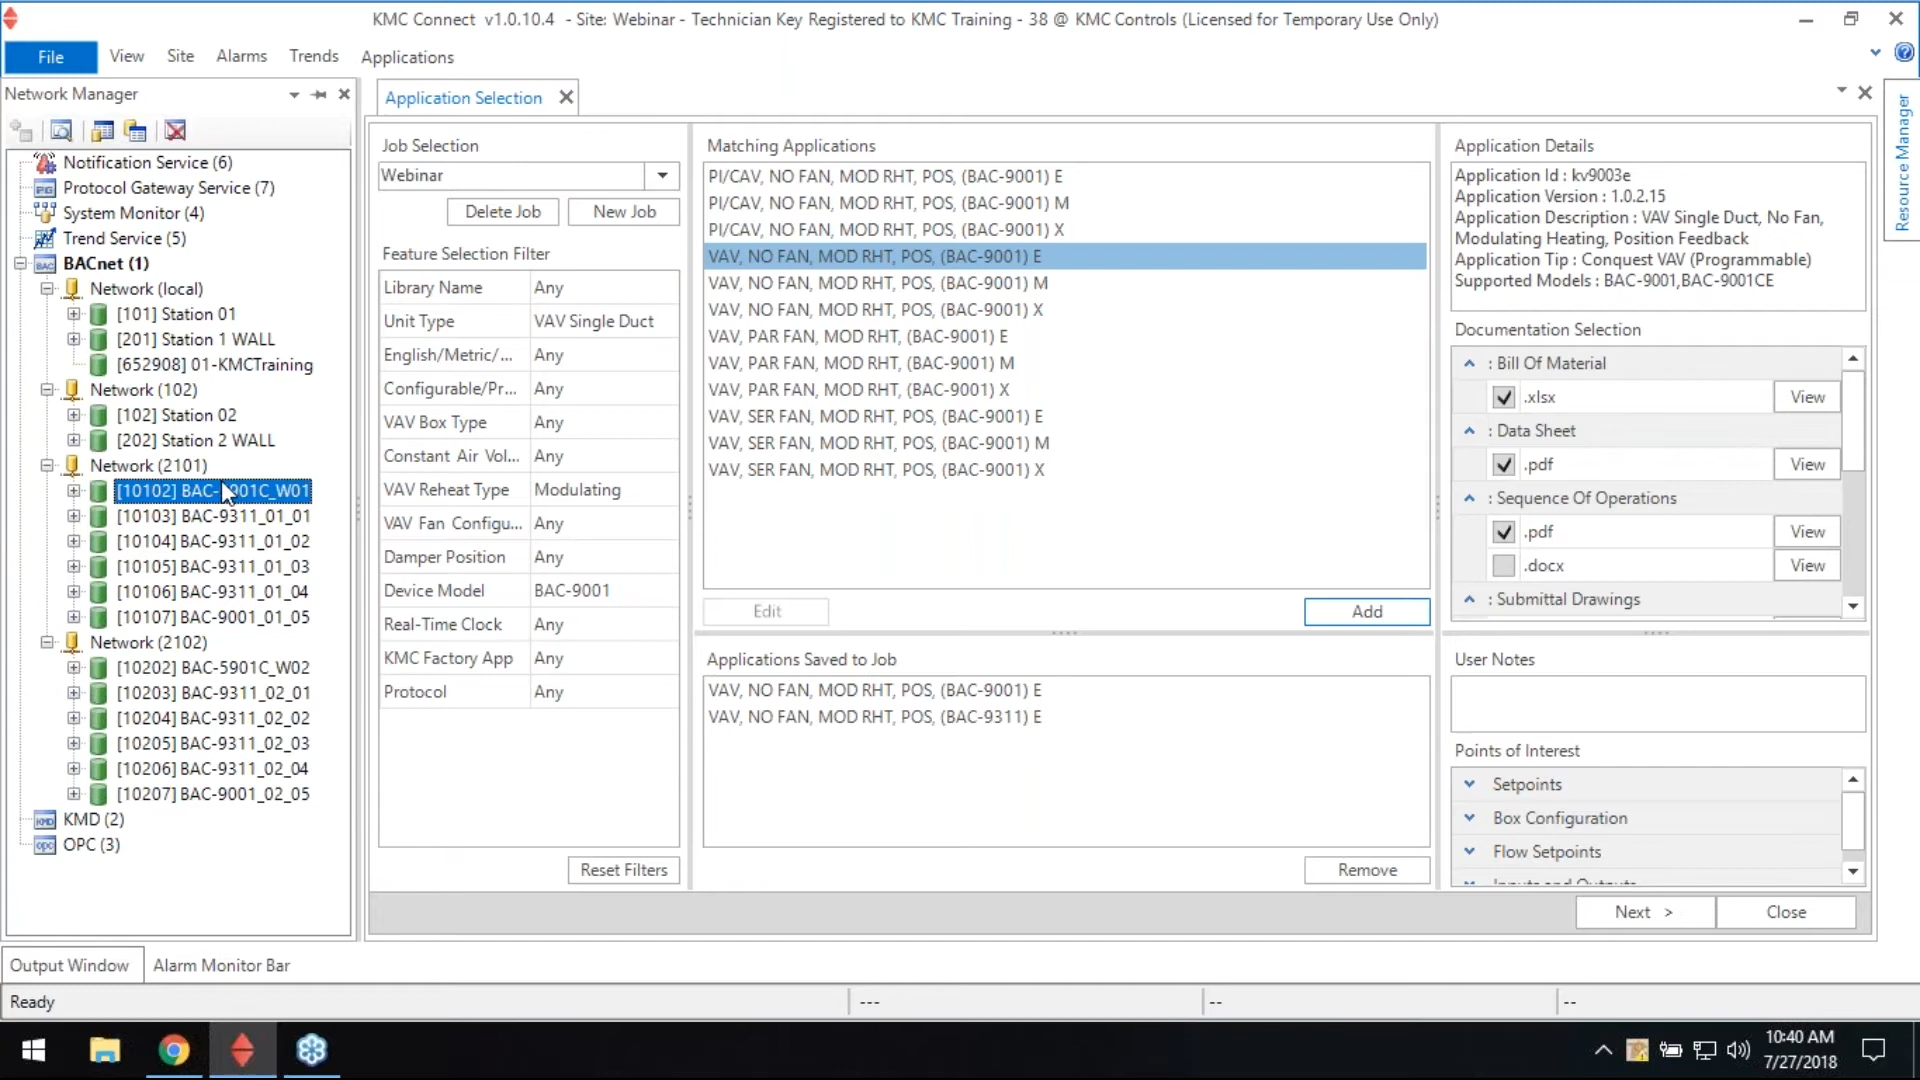 KMC Connect v1.0.10.4 - Site: Webinar - Technician Key Registered to KMC Training - 38 @ KMC Controls (Licensed for Temporary Use Only)
File View Site Alarms Trends Applications
Network Manager
Notification Service (6)
Protocol Gateway Service (7)
System Monitor (4)
Trend Service (5)
BACnet (1)
Network (local)
[101] Station 01
[201] Station 1 WALL
[652908] 01-KMCTraining
Network (102)
[102] Station 02
[202] Station 2 WALL
Network (2101)
[10102] BAC-5901C_W01
[10103] BAC-9311_01_01
[10104] BAC-9311_01_02
[10105] BAC-9311_01_03
[10106] BAC-9311_01_04
[10107] BAC-9001_01_05
Network (2102)
[10202] BAC-5901C_W02
[10203] BAC-9311_02_01
[10204] BAC-9311_02_02
[10205] BAC-9311_02_03
[10206] BAC-9311_02_04
[10207] BAC-9001_02_05
KMD (2)
OPC (3)
Application Selection
Job Selection
Webinar
Delete Job New Job
Feature Selection Filter
Library Name Any
Unit Type VAV Single Duct
English/Metric/... Any
Configurable/Pr... Any
VAV Box Type Any
Constant Air Vol... Any
VAV Reheat Type Modulating
VAV Fan Configu... Any
Damper Position Any
Device Model BAC-9001
Real-Time Clock Any
KMC Factory App Any
Protocol Any
Reset Filters
Matching Applications
PI/CAV, NO FAN, MOD RHT, POS, (BAC-9001) E
PI/CAV, NO FAN, MOD RHT, POS, (BAC-9001) M
PI/CAV, NO FAN, MOD RHT, POS, (BAC-9001) X
VAV, NO FAN, MOD RHT, POS, (BAC-9001) E
VAV, NO FAN, MOD RHT, POS, (BAC-9001) M
VAV, NO FAN, MOD RHT, POS, (BAC-9001) X
VAV, PAR FAN, MOD RHT, (BAC-9001) E
VAV, PAR FAN, MOD RHT, (BAC-9001) M
VAV, PAR FAN, MOD RHT, (BAC-9001) X
VAV, SER FAN, MOD RHT, POS, (BAC-9001) E
VAV, SER FAN, MOD RHT, POS, (BAC-9001) M
VAV, SER FAN, MOD RHT, POS, (BAC-9001) X
Edit Add
Applications Saved to Job
VAV, NO FAN, MOD RHT, POS, (BAC-9001) E
VAV, NO FAN, MOD RHT, POS, (BAC-9311) E
Remove
Application Details
Application Id : kv9003e
Application Version : 1.0.2.15
Application Description : VAV Single Duct, No Fan,
Modulating Heating, Position Feedback
Application Tip : Conquest VAV (Programmable)
Supported Models : BAC-9001,BAC-9001CE
Documentation Selection
: Bill Of Material
.xlsx View
: Data Sheet
.pdf View
: Sequence Of Operations
.pdf View
.docx View
: Submittal Drawings
User Notes
Points of Interest
Setpoints
Box Configuration
Flow Setpoints
Inputs and Outputs
Next > Close
Resource Manager
Output Window Alarm Monitor Bar
Ready --- -- --
10:40 AM
7/27/2018